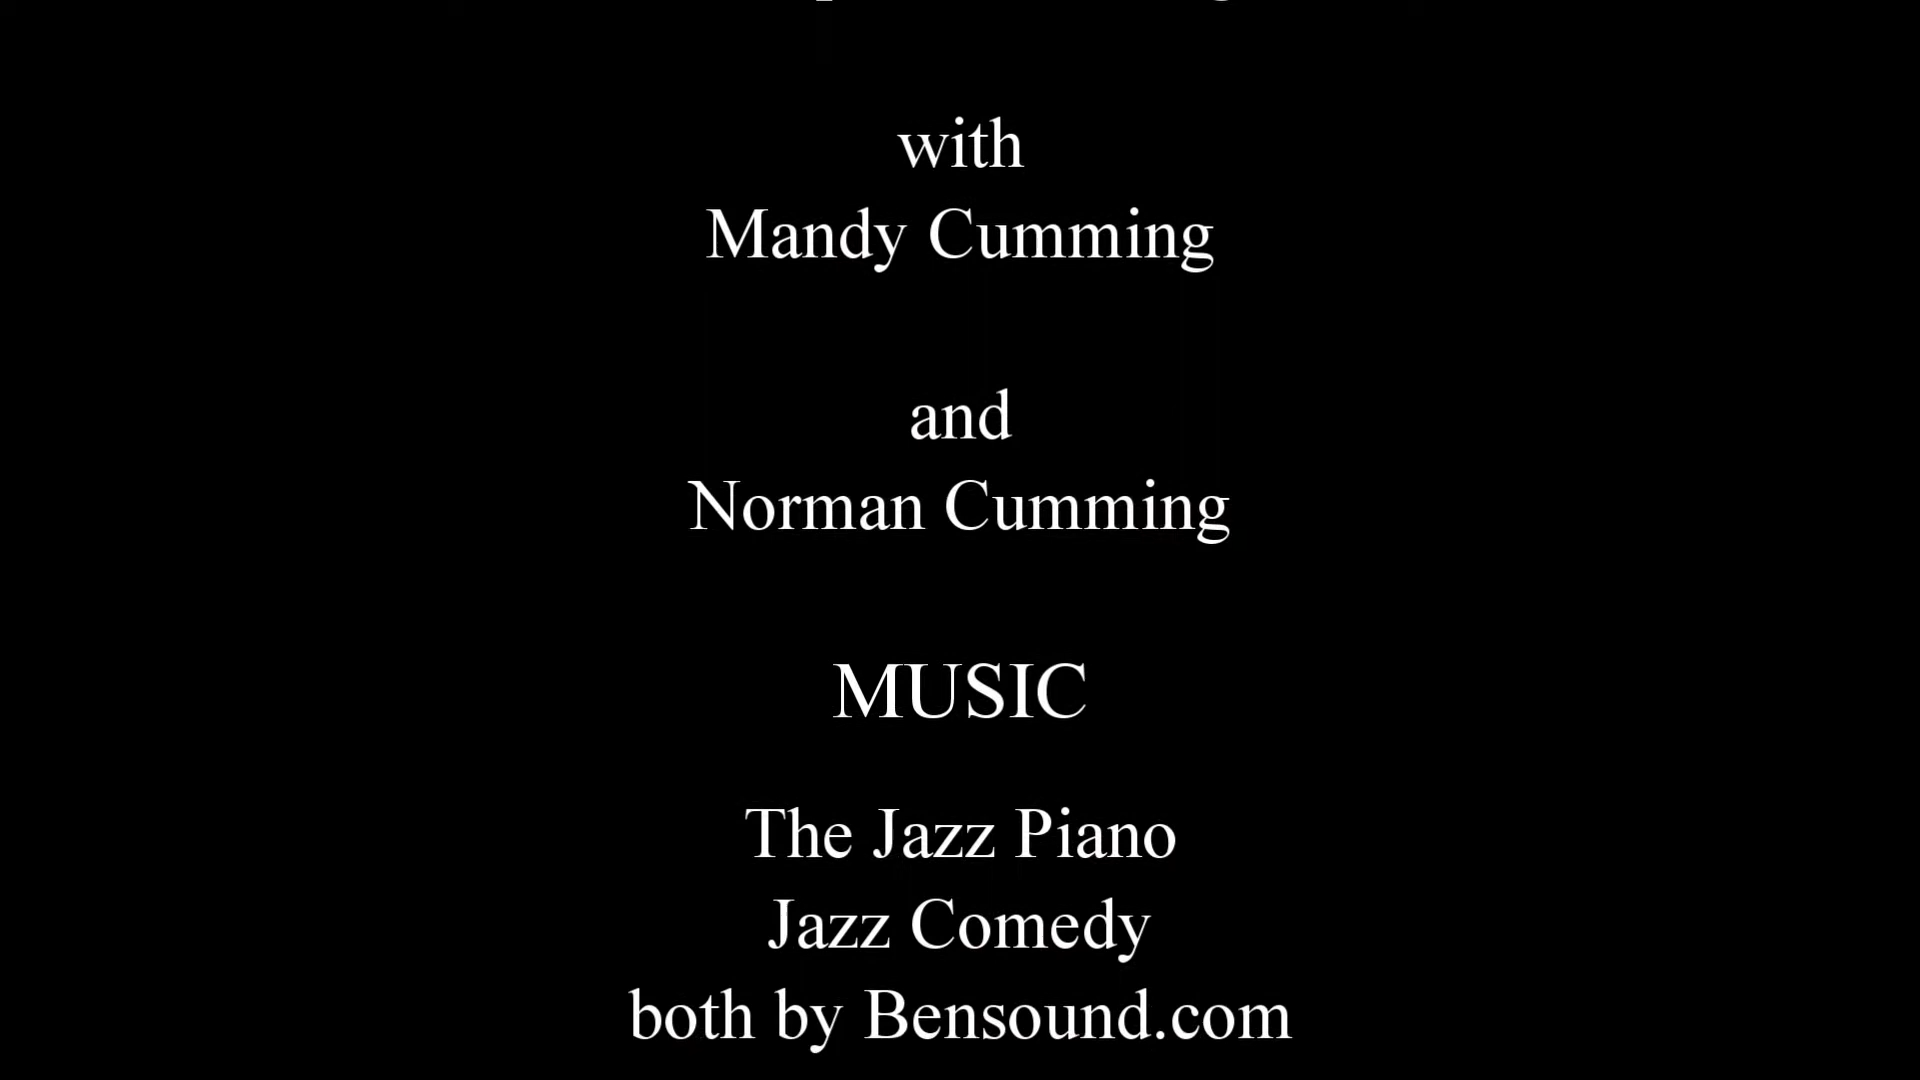 with
Mandy Cumming
and
Norman Cumming
MUSIC
The Jazz Piano
Jazz Comedy
both by Bensound.com